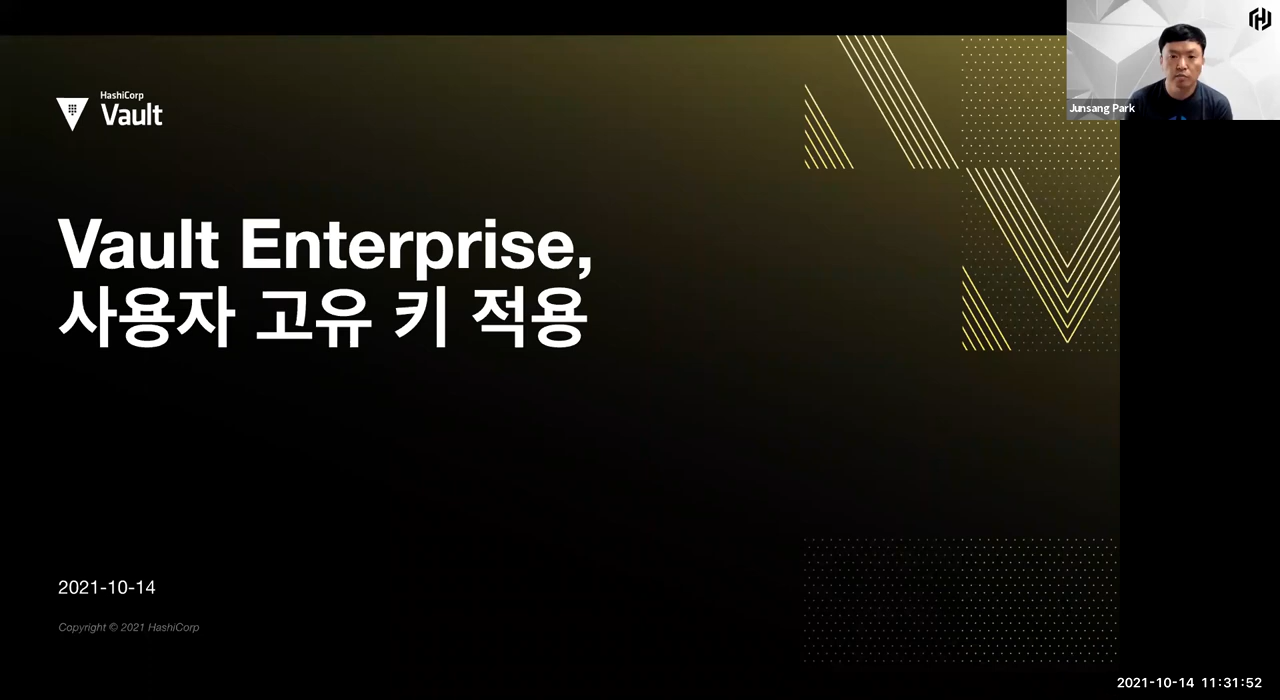 HashiCorp
Vault
Junsang Park
Vault Enterprise,
사용자 고유 키 적용
2021-10-14
Copyright © 2021 HashiCorp
2021-10-14 11:31:52